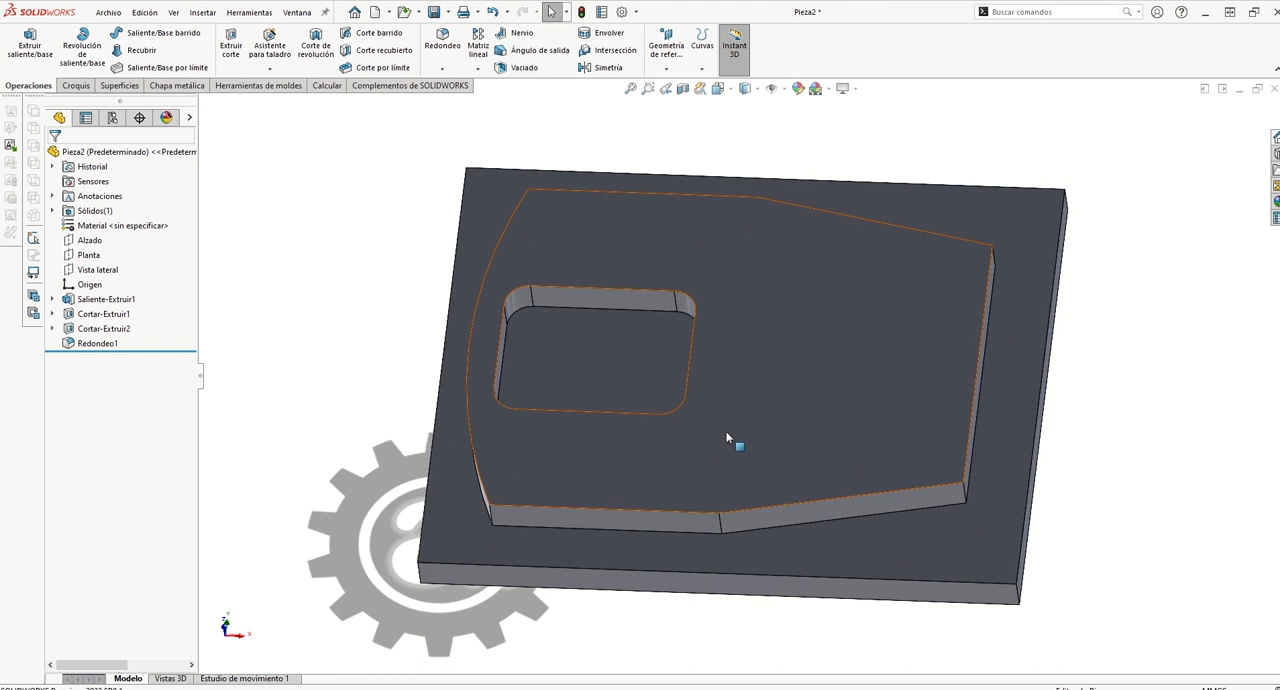 SOLIDWORKS
Archivo Edición Ver Insertar Herramientas Ventana
Pieza2 *
Buscar comandos
Extruir saliente/base
Revolución de saliente/base
Saliente/Base barrido
Recubrir
Saliente/Base por límite
Extruir corte
Asistente para taladro
Corte de revolución
Corte barrido
Corte recubierto
Corte por límite
Redondeo
Matriz lineal
Nervio
Ángulo de salida
Vaciado
Envolver
Intersección
Simetría
Geometría de refer...
Curvas
Instant 3D
Operaciones Croquis Superficies Chapa metálica Herramientas de moldes Calcular Complementos de SOLIDWORKS
Pieza2 (Predeterminado) <<Predeterm
Historial
Sensores
Anotaciones
Sólidos(1)
Material <sin especificar>
Alzado
Planta
Vista lateral
Origen
Saliente-Extruir1
Cortar-Extruir1
Cortar-Extruir2
Redondeo1
Y
Z
X
Modelo Vistas 3D Estudio de movimiento 1